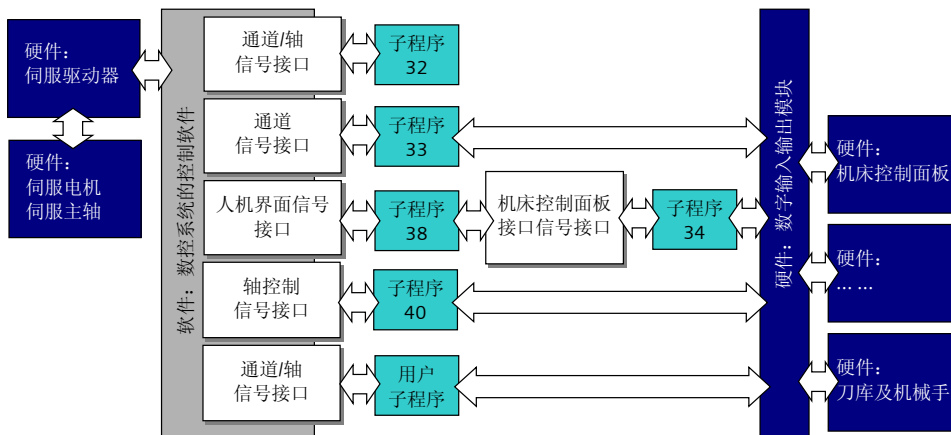 硬件:
伺服驱动器
硬件:
伺服电机
伺服主轴
软件: 数控系统的控制软件
通道/轴
信号接口
子程序
32
通道
信号接口
子程序
33
人机界面信号
接口
子程序
38
机床控制面板
接口信号接口
子程序
34
轴控制
信号接口
子程序
40
通道/轴
信号接口
用户
子程序
硬件: 数字输入输出模块
硬件:
机床控制面板
硬件:
... ...
硬件:
刀库及机械手